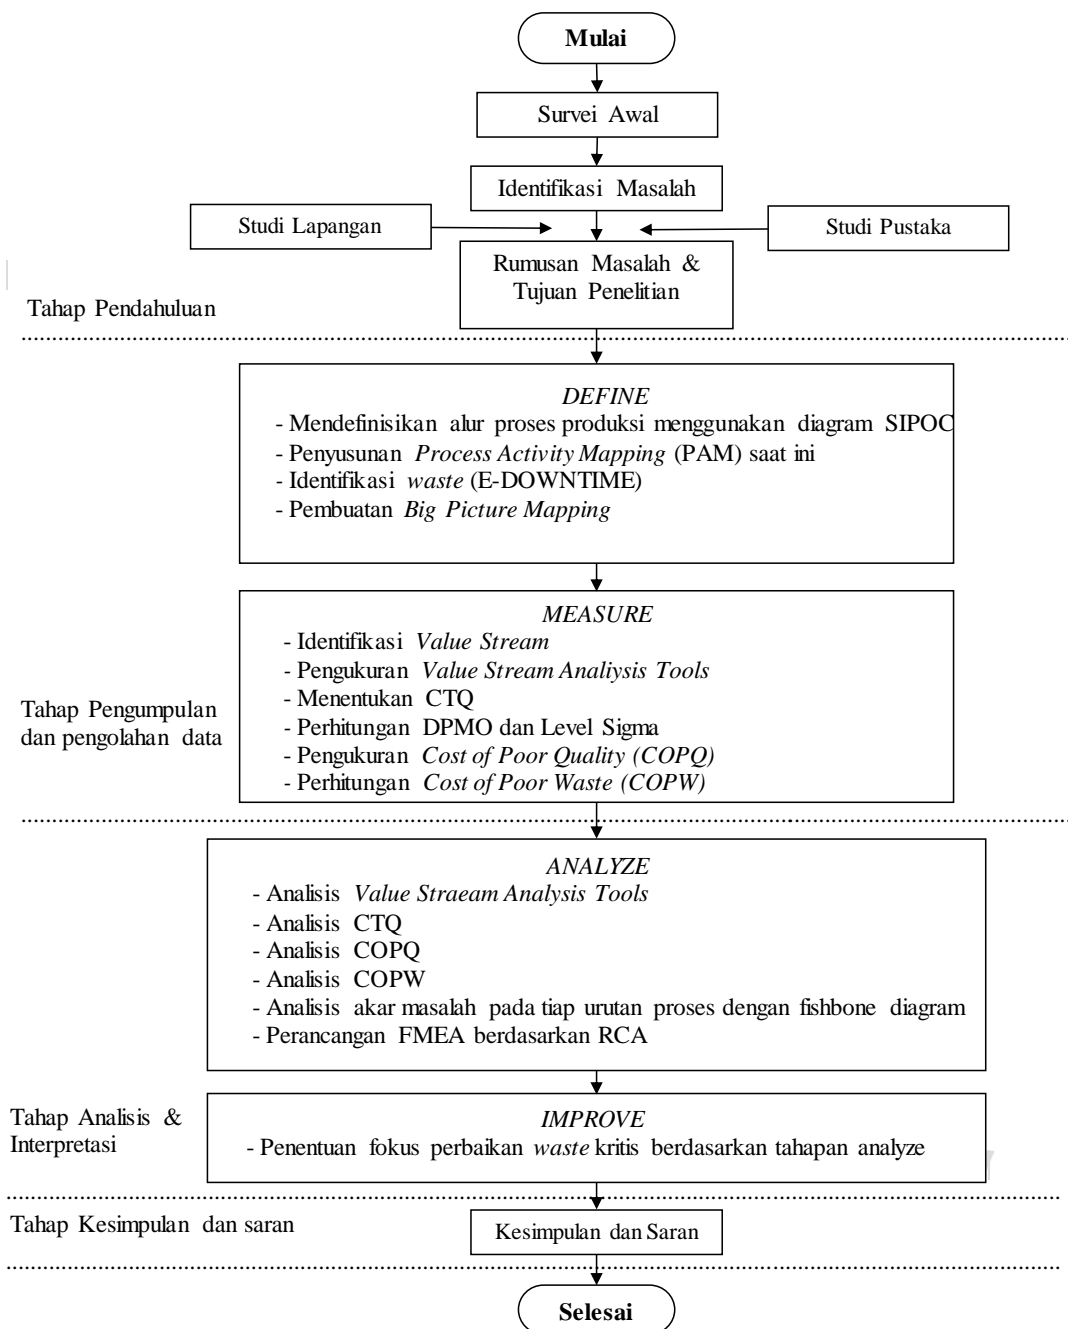 Mulai
Survei Awal
Identifikasi Masalah
Studi Lapangan
Studi Pustaka
Rumusan Masalah &
Tujuan Penelitian
Tahap Pendahuluan
DEFINE
- Mendefinisikan alur proses produksi menggunakan diagram SIPOC
- Penyusunan Process Activity Mapping (PAM) saat ini
- Identifikasi waste (E-DOWNTIME)
- Pembuatan Big Picture Mapping
MEASURE
- Identifikasi Value Stream
- Pengukuran Value Stream Analiysis Tools
- Menentukan CTQ
- Perhitungan DPMO dan Level Sigma
- Pengukuran Cost of Poor Quality (COPQ)
- Perhitungan Cost of Poor Waste (COPW)
Tahap Pengumpulan
dan pengolahan data
ANALYZE
- Analisis Value Straeam Analysis Tools
- Analisis CTQ
- Analisis COPQ
- Analisis COPW
- Analisis akar masalah pada tiap urutan proses dengan fishbone diagram
- Perancangan FMEA berdasarkan RCA
Tahap Analisis &
Interpretasi
IMPROVE
- Penentuan fokus perbaikan waste kritis berdasarkan tahapan analyze
Tahap Kesimpulan dan saran
Kesimpulan dan Saran
Selesai